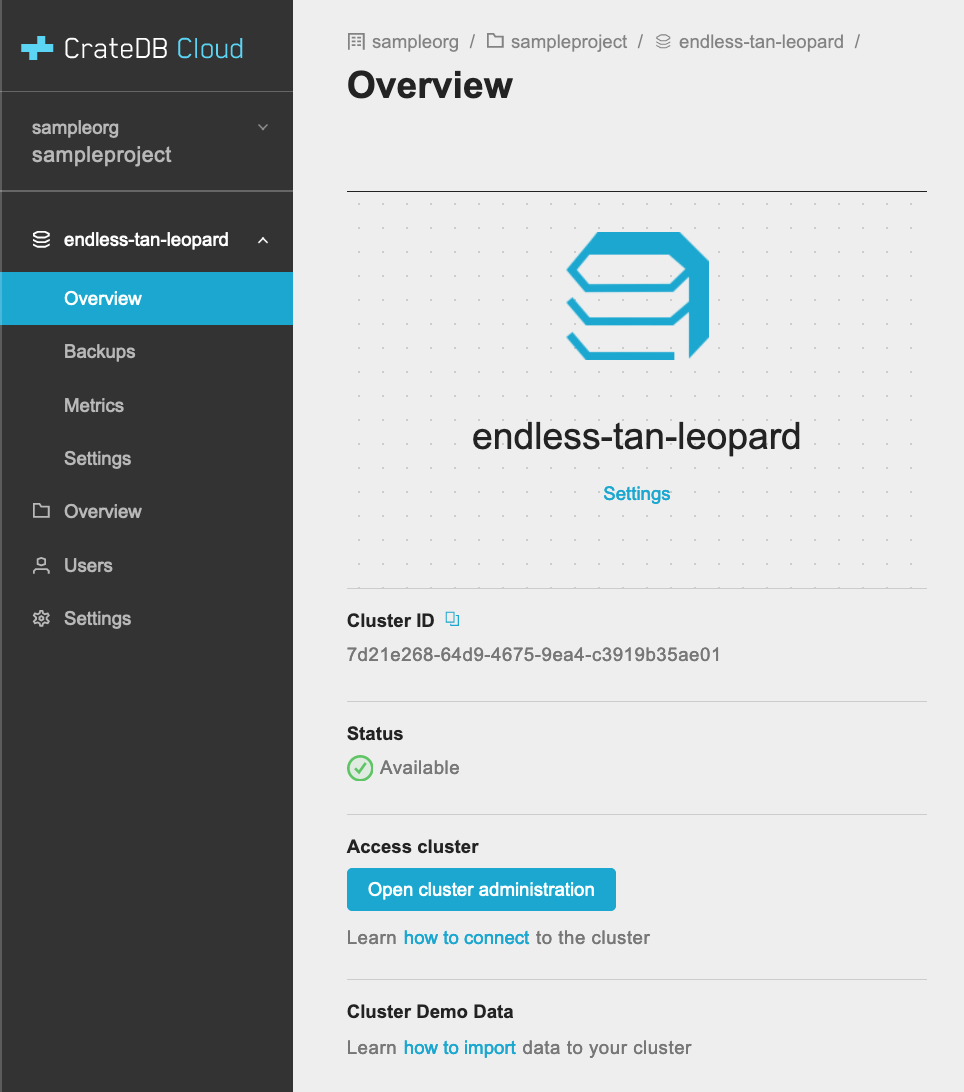 CrateDB Cloud
sampleorg
sampleproject
endless-tan-leopard
Overview
Backups
Metrics
Settings
Overview
Users
Settings
sampleorg / sampleproject / endless-tan-leopard /
Overview
endless-tan-leopard
Settings
Cluster ID
7d21e268-64d9-4675-9ea4-c3919b35ae01
Status
Available
Access cluster
Open cluster administration
Learn how to connect to the cluster
Cluster Demo Data
Learn how to import data to your cluster